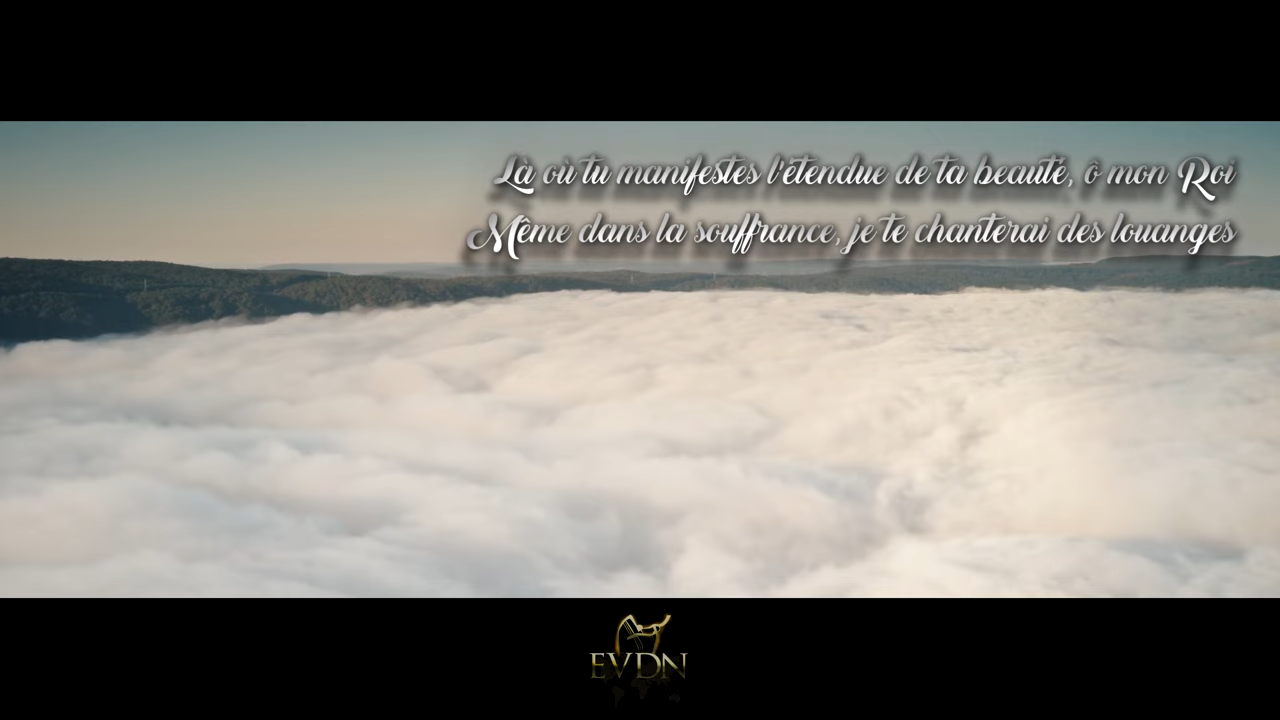 Là où tu manifestes l'étendue de ta beauté, ô mon Roi
Même dans la souffrance, je te chanterai des louanges
EVDN